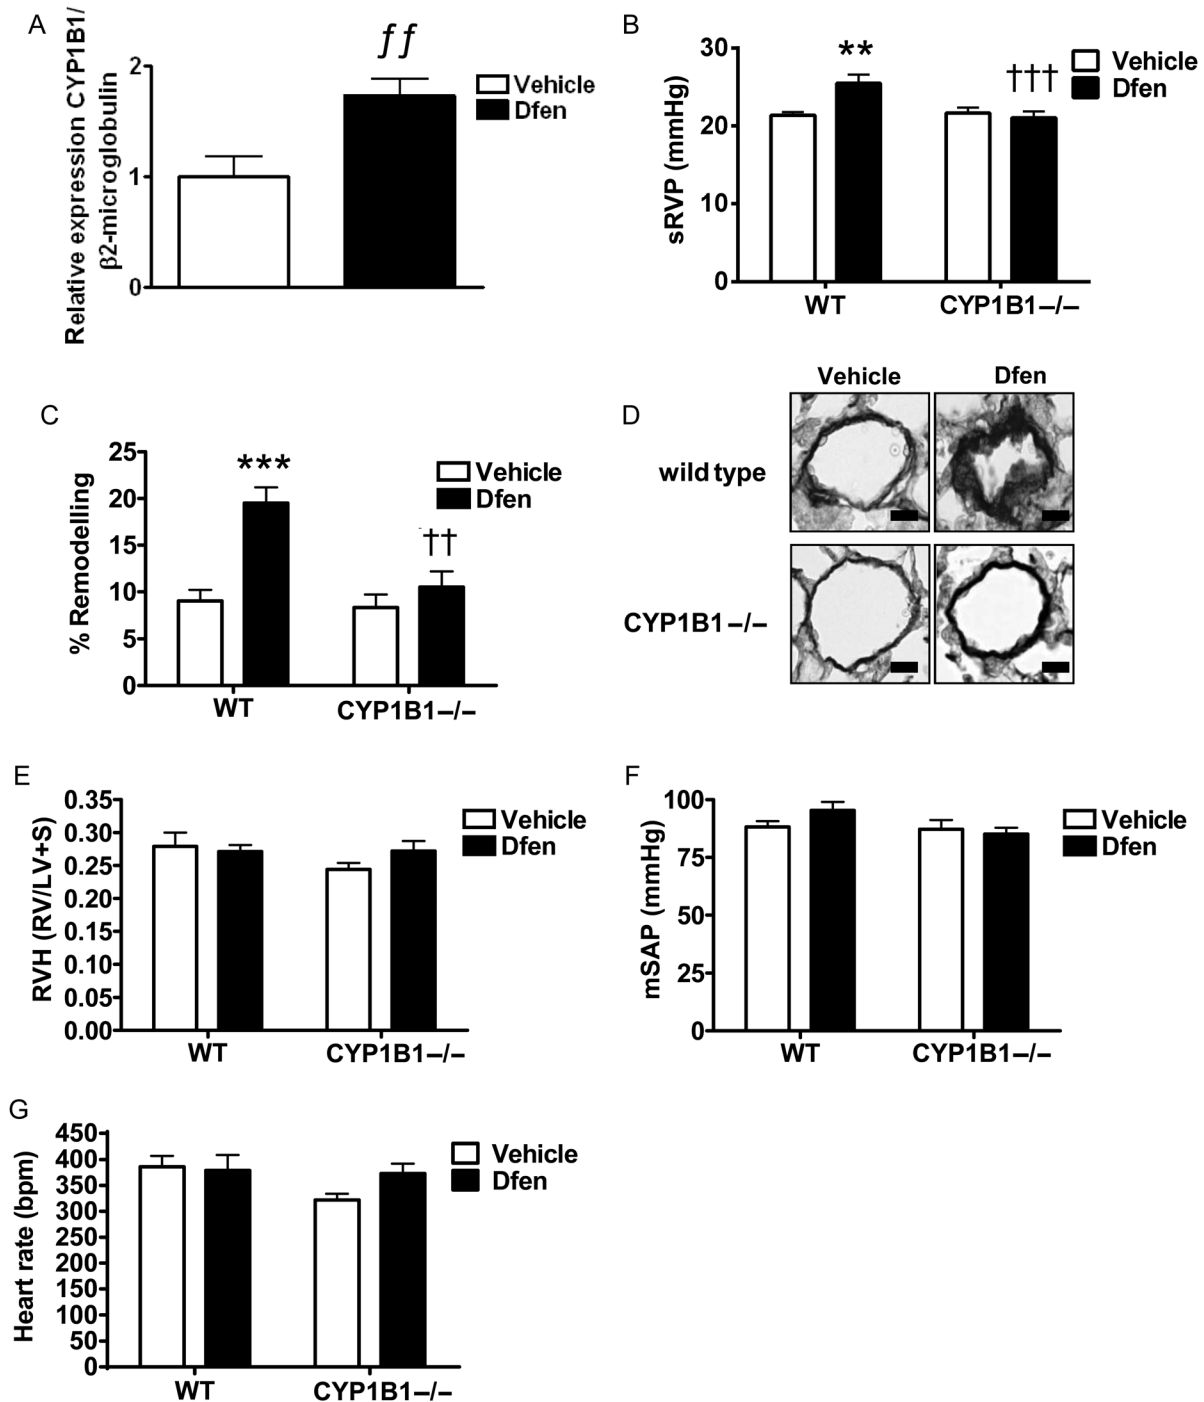 A
ƒƒ
Relative expression CYP1B1/
β2-microglobulin
2
1
0
Vehicle
Dfen
B
**
†††
sRVP (mmHg)
30
20
10
0
Vehicle
Dfen
WT
CYP1B1–/–
C
***
††
% Remodelling
25
20
15
10
5
0
Vehicle
Dfen
WT
CYP1B1–/–
D
Vehicle
Dfen
wild type
CYP1B1–/–
E
RVH (RV/LV+S)
0.35
0.30
0.25
0.20
0.15
0.10
0.05
0.00
Vehicle
Dfen
WT
CYP1B1–/–
F
mSAP (mmHg)
100
75
50
25
0
Vehicle
Dfen
WT
CYP1B1–/–
G
Heart rate (bpm)
450
400
350
300
250
200
150
100
50
0
Vehicle
Dfen
WT
CYP1B1–/–